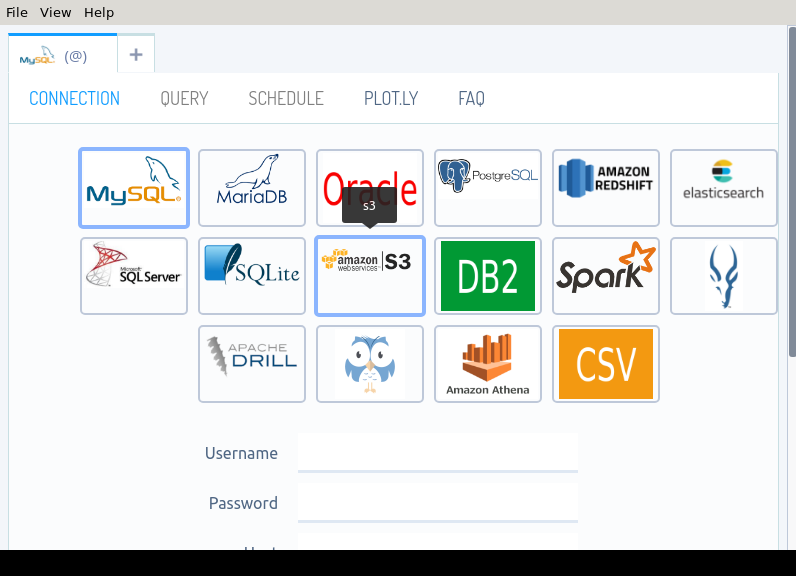 File View Help
MySQL (@) +
CONNECTION QUERY SCHEDULE PLOT.LY FAQ
MySQL MariaDB Oracle PostgreSQL AMAZON REDSHIFT elasticsearch
s3
Microsoft SQL Server SQLite amazon webservices S3 DB2 Spark
APACHE DRILL Amazon Athena CSV
Username
Password